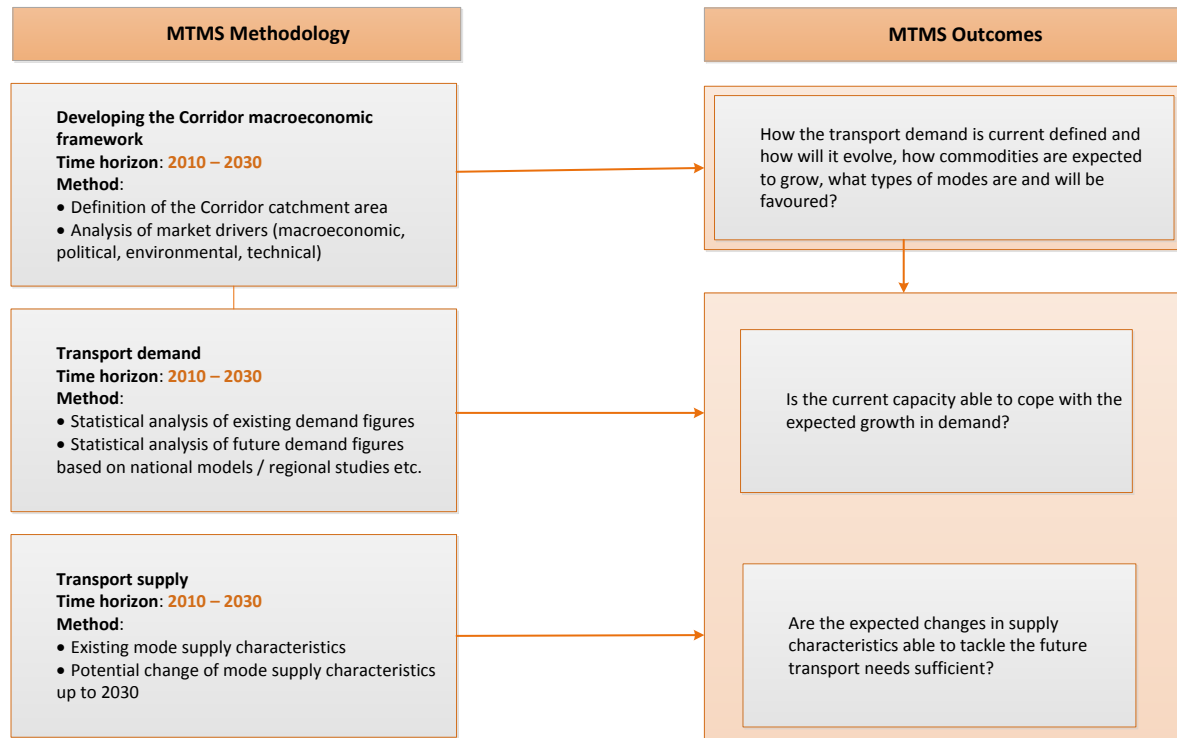 MTMS Methodology
MTMS Outcomes
Developing the Corridor macroeconomic
framework
Time horizon: 2010 – 2030
Method:
• Definition of the Corridor catchment area
• Analysis of market drivers (macroeconomic,
political, environmental, technical)
How the transport demand is current defined and
how will it evolve, how commodities are expected
to grow, what types of modes are and will be
favoured?
Transport demand
Time horizon: 2010 – 2030
Method:
• Statistical analysis of existing demand figures
• Statistical analysis of future demand figures
based on national models / regional studies etc.
Is the current capacity able to cope with the
expected growth in demand?
Transport supply
Time horizon: 2010 – 2030
Method:
• Existing mode supply characteristics
• Potential change of mode supply characteristics
up to 2030
Are the expected changes in supply
characteristics able to tackle the future
transport needs sufficient?